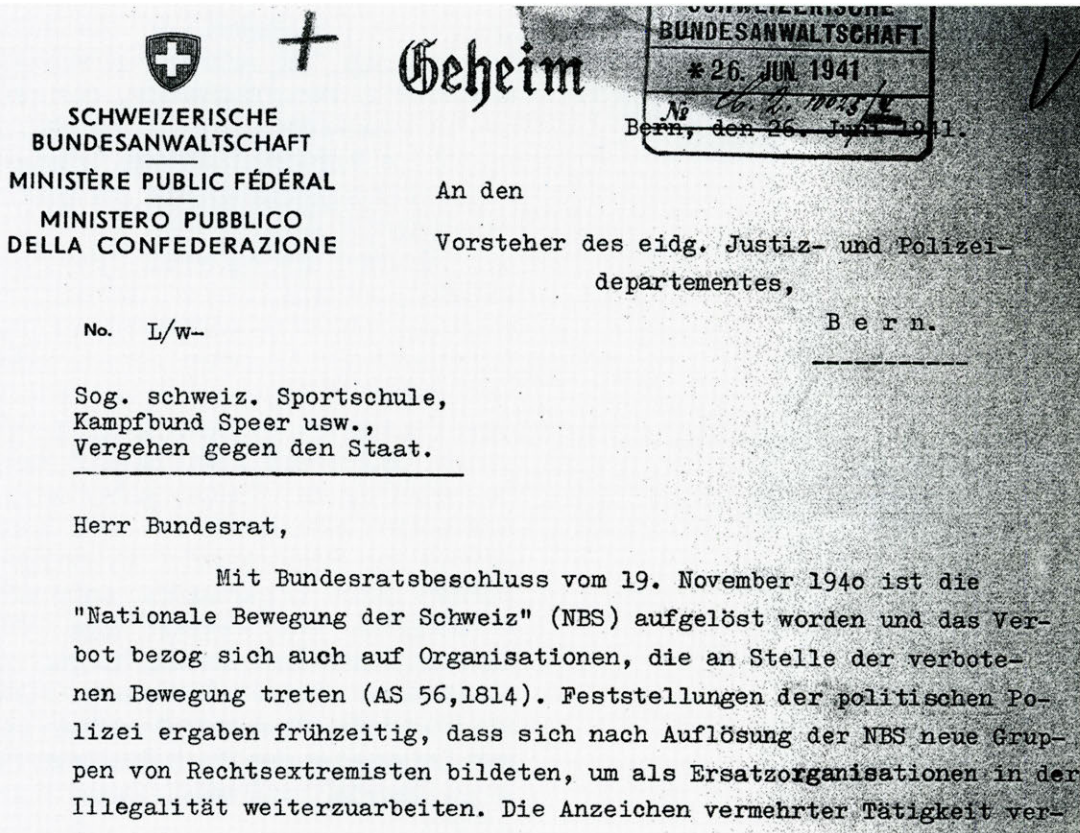 Geheim
SCHWEIZERISCHE
BUNDESANWALTSCHAFT
* 26. JUN. 1941
№
Bern, den 26. Juni 1941.
SCHWEIZERISCHE
BUNDESANWALTSCHAFT
MINISTÈRE PUBLIC FÉDÉRAL
MINISTERO PUBBLICO
DELLA CONFEDERAZIONE
An den
Vorsteher des eidg. Justiz- und Polizei-
departementes,
B e r n.
No. L/w-
Sog. schweiz. Sportschule,
Kampfbund Speer usw.,
Vergehen gegen den Staat.
Herr Bundesrat,
Mit Bundesratsbeschluss vom 19. November 194o ist die
"Nationale Bewegung der Schweiz" (NBS) aufgelöst worden und das Ver-
bot bezog sich auch auf Organisationen, die an Stelle der verbote-
nen Bewegung treten (AS 56,1814). Feststellungen der politischen Po-
lizei ergaben frühzeitig, dass sich nach Auflösung der NBS neue Grup-
pen von Rechtsextremisten bildeten, um als Ersatzorganisationen in der
Illegalität weiterzuarbeiten. Die Anzeichen vermehrter Tätigkeit ver-